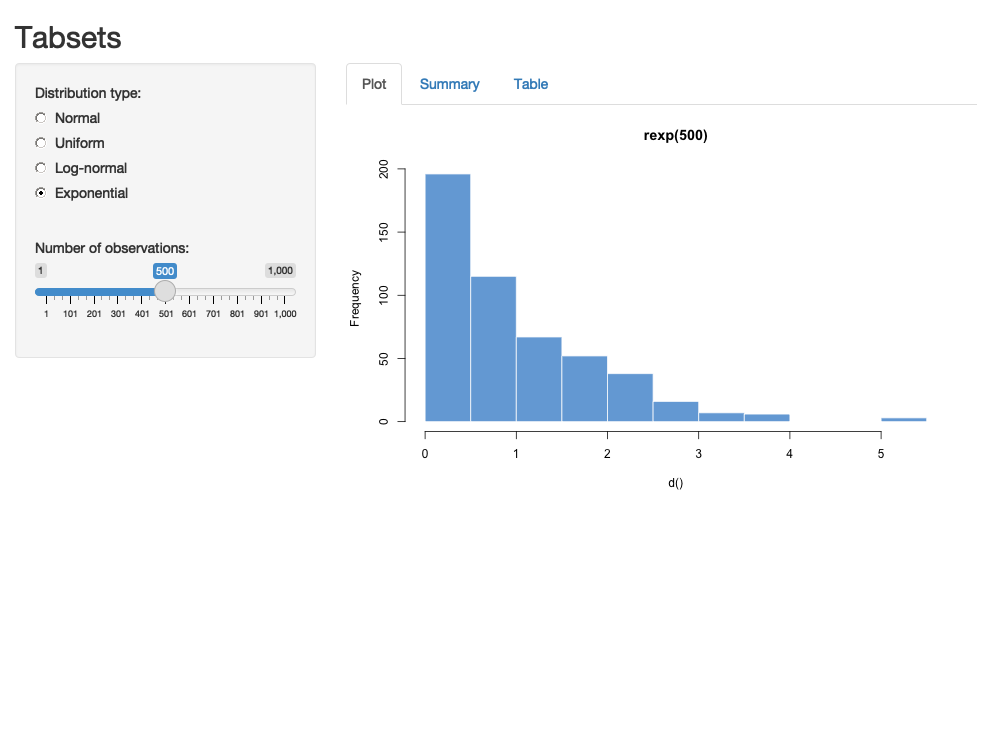 Tabsets
Distribution type:
Normal
Uniform
Log-normal
Exponential
Number of observations:
1 500 1,000
1 101 201 301 401 501 601 701 801 901 1,000
Plot Summary Table
rexp(500)
Frequency
200
150
100
50
0
0 1 2 3 4 5
d()